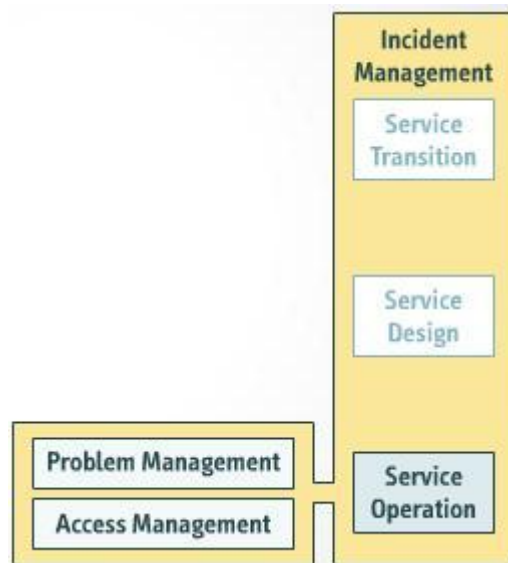 Incident
Management
Service
Transition
Service
Design
Problem Management
Access Management
Service
Operation